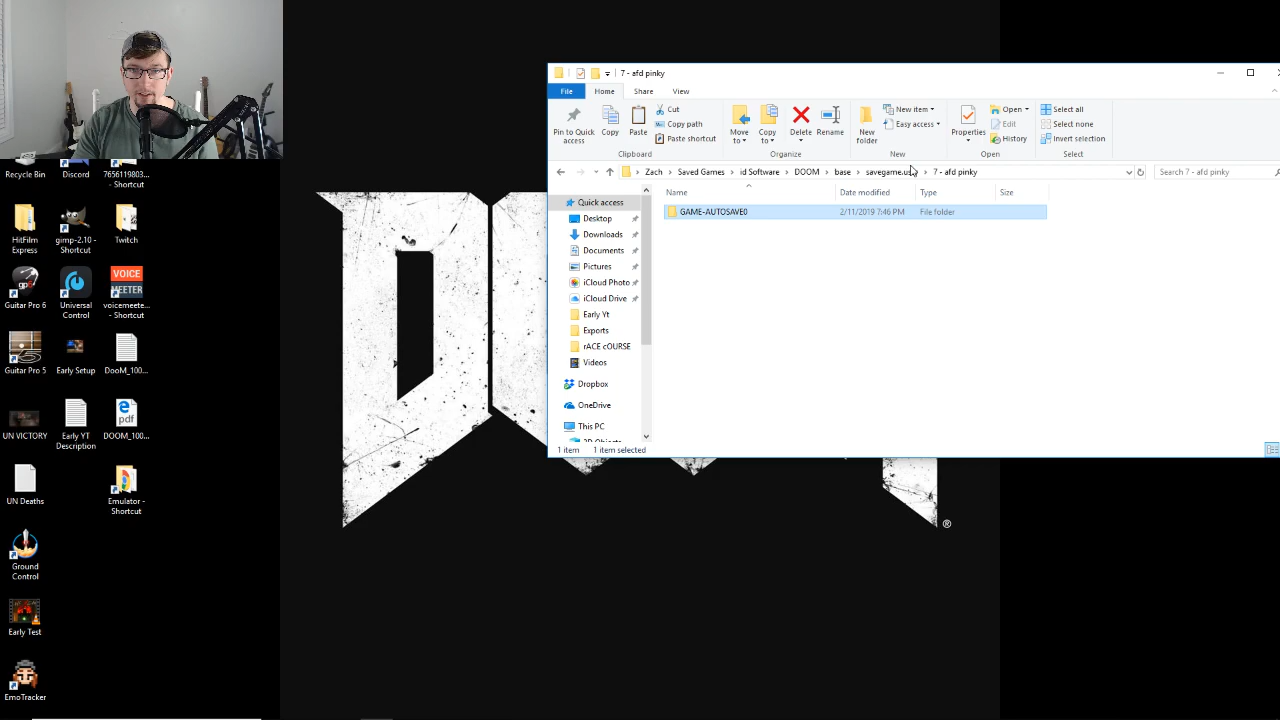 7 - afd pinky
File
Home
Share
View
Pin to Quick access
Copy
Paste
Cut
Copy path
Paste shortcut
Move to
Copy to
Delete
Rename
New folder
New item
Easy access
Properties
Open
Edit
History
Select all
Select none
Invert selection
Clipboard
Organize
New
Open
Select
Zach
Saved Games
id Software
DOOM
base
7 - afd pinky
Search 7 - afd pinky
Name
Date modified
Type
Size
GAME-AUTOSAVE0
2/11/2019 7:46 PM
File folder
Quick access
Desktop
Downloads
Documents
Pictures
iCloud Photo
iCloud Drive
Early Yt
Exports
rACE cOURSE
Videos
Dropbox
OneDrive
This PC
3D Objects
1 item
1 item selected
Recycle Bin
Discord
7656119803...
- Shortcut
HitFilm
Express
gimp-2.10 -
Shortcut
Twitch
Guitar Pro 6
Universal
Control
VOICE
MEETER
voicemeete...
- Shortcut
Guitar Pro 5
Early Setup
DooM_100...
UN VICTORY
Early YT
Description
pdf
DOOM_100...
UN Deaths
Emulator -
Shortcut
Ground
Control
Early Test
EmoTracker
®